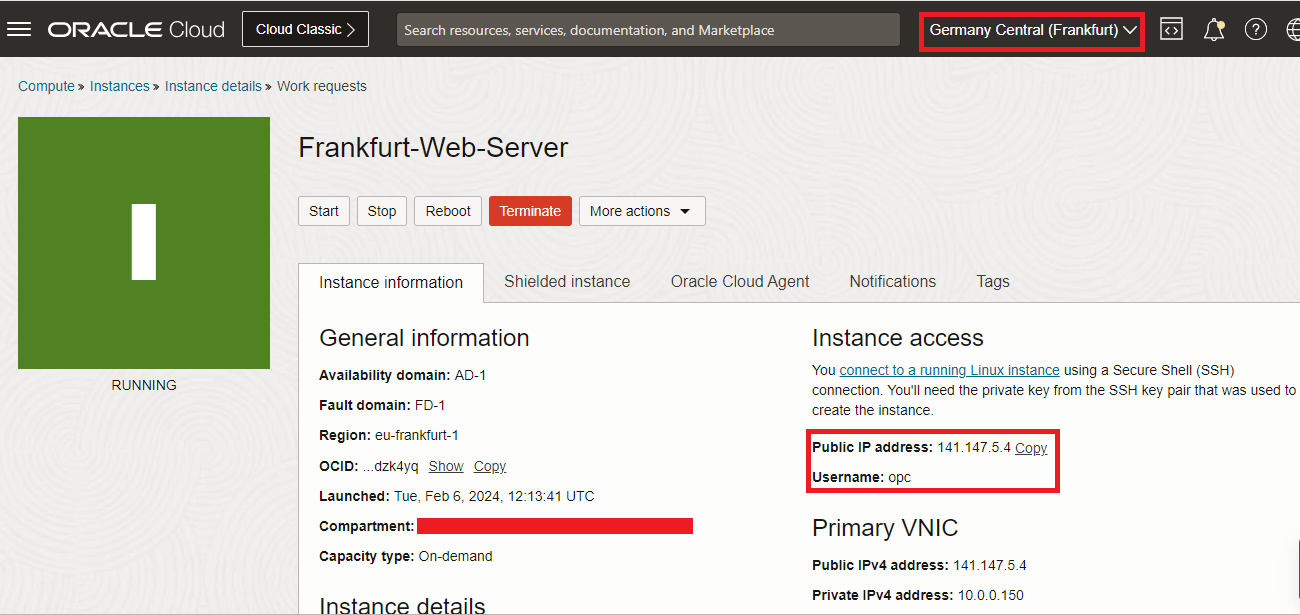 ORACLE Cloud
Cloud Classic
Search resources, services, documentation, and Marketplace
Germany Central (Frankfurt)
Compute » Instances » Instance details » Work requests
RUNNING
Frankfurt-Web-Server
Start Stop Reboot Terminate More actions
Instance information Shielded instance Oracle Cloud Agent Notifications Tags
General information
Availability domain: AD-1
Fault domain: FD-1
Region: eu-frankfurt-1
OCID: ...dzk4yq Show Copy
Launched: Tue, Feb 6, 2024, 12:13:41 UTC
Compartment:
Capacity type: On-demand
Instance details
Instance access
You connect to a running Linux instance using a Secure Shell (SSH)
connection. You'll need the private key from the SSH key pair that was used to
create the instance.
Public IP address: 141.147.5.4 Copy
Username: opc
Primary VNIC
Public IPv4 address: 141.147.5.4
Private IPv4 address: 10.0.0.150